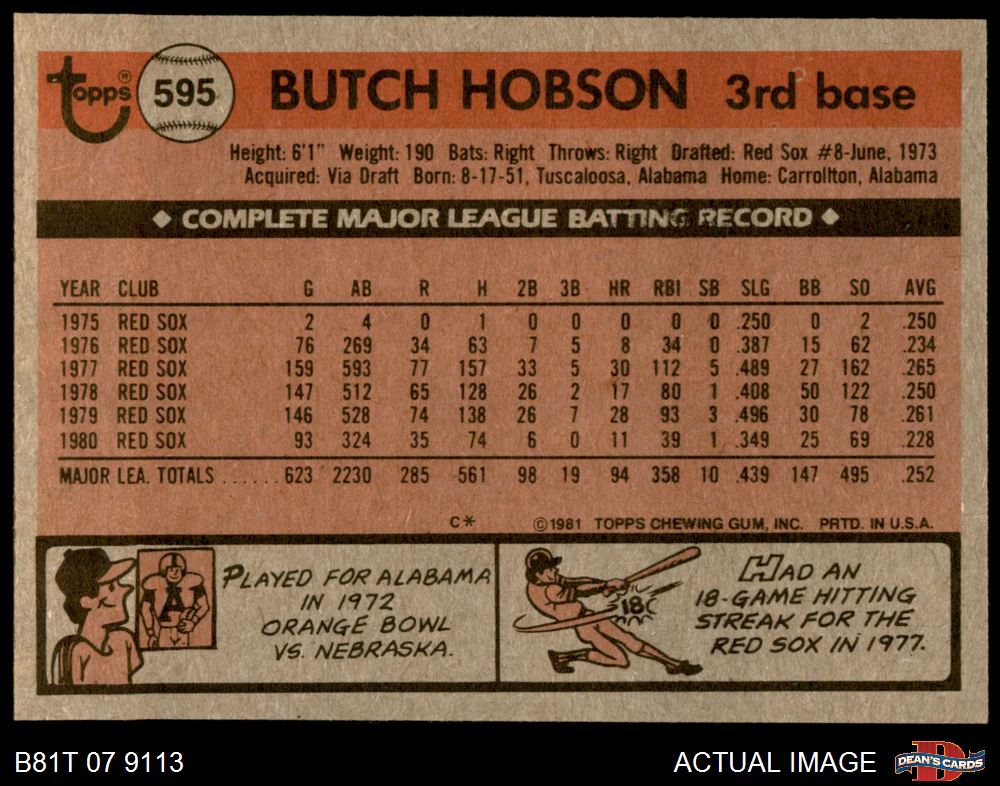 Topps® 595 BUTCH HOBSON 3rd base
Height: 6'1" Weight: 190 Bats: Right Throws: Right Drafted: Red Sox #8-June, 1973
Acquired: Via Draft Born: 8-17-51, Tuscaloosa, Alabama Home: Carrollton, Alabama
◆ COMPLETE MAJOR LEAGUE BATTING RECORD ◆
YEAR CLUB G AB R H 2B 3B HR RBI SB SLG BB SO AVG
1975 RED SOX 2 4 0 1 0 0 0 0 0 .250 0 2 .250
1976 RED SOX 76 269 34 63 7 5 8 34 0 .387 15 62 .234
1977 RED SOX 159 593 77 157 33 5 30 112 5 .489 27 162 .265
1978 RED SOX 147 512 65 128 26 2 17 80 1 .408 50 122 .250
1979 RED SOX 146 528 74 138 26 7 28 93 3 .496 30 78 .261
1980 RED SOX 93 324 35 74 6 0 11 39 1 .349 25 69 .228
MAJOR LEA. TOTALS ...... 623 2230 285 561 98 19 94 358 10 .439 147 495 .252
C* ©1981 TOPPS CHEWING GUM, INC. PRTD. IN U.S.A.
A
PLAYED FOR ALABAMA
IN 1972
ORANGE BOWL
VS. NEBRASKA.
18
HAD AN
18-GAME HITTING
STREAK FOR THE
RED SOX IN 1977.
B81T 07 9113 ACTUAL IMAGE DEAN'S CARDS